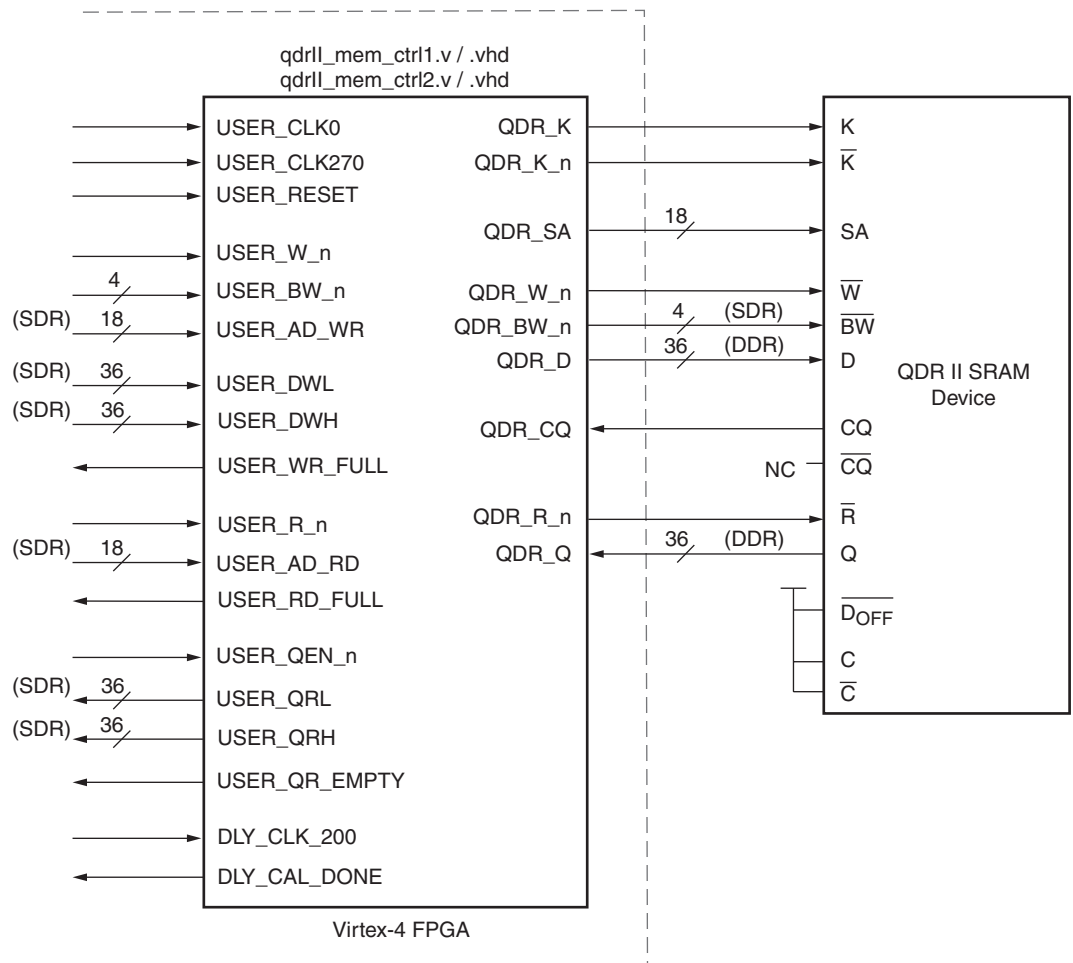 qdrII_mem_ctrl1.v / .vhd
qdrII_mem_ctrl2.v / .vhd
USER_CLK0
QDR_K
K
USER_CLK270
QDR_K_n
K̅
USER_RESET
QDR_SA
18
SA
USER_W_n
4
USER_BW_n
QDR_W_n
W̅
(SDR)
18
USER_AD_WR
QDR_BW_n
4
(SDR)
B̅W̅
(SDR)
36
USER_DWL
QDR_D
36
(DDR)
D
QDR II SRAM
Device
(SDR)
36
USER_DWH
QDR_CQ
CQ
USER_WR_FULL
NC
C̅Q̅
USER_R_n
QDR_R_n
R̅
(SDR)
18
USER_AD_RD
QDR_Q
36
(DDR)
Q
USER_RD_FULL
D̅O̅F̅F̅
USER_QEN_n
C
(SDR)
36
USER_QRL
C̅
(SDR)
36
USER_QRH
USER_QR_EMPTY
DLY_CLK_200
DLY_CAL_DONE
Virtex-4 FPGA